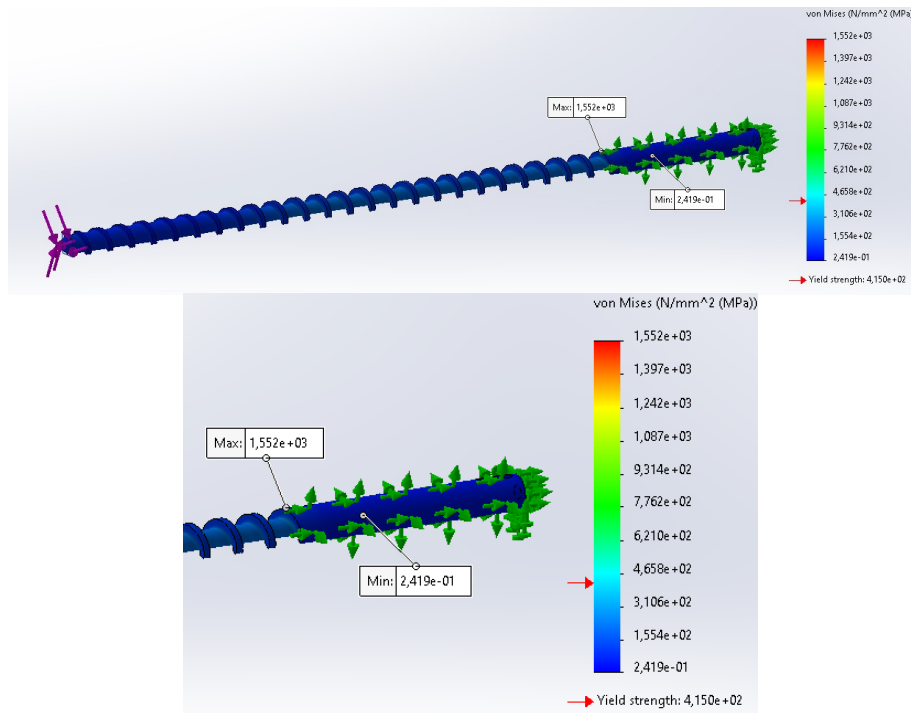 von Mises (N/mm^2 (MPa)
1,552e+03
1,397e+03
1,242e+03
1,087e+03
9,314e+02
7,762e+02
6,210e+02
4,658e+02
3,106e+02
1,554e+02
2,419e-01
Yield strength: 4,150e+02
Max: 1,552e+03
Min: 2,419e-01
von Mises (N/mm^2 (MPa))
1,552e+03
1,397e+03
1,242e+03
1,087e+03
9,314e+02
7,762e+02
6,210e+02
4,658e+02
3,106e+02
1,554e+02
2,419e-01
Yield strength: 4,150e+02
Max: 1,552e+03
Min: 2,419e-01